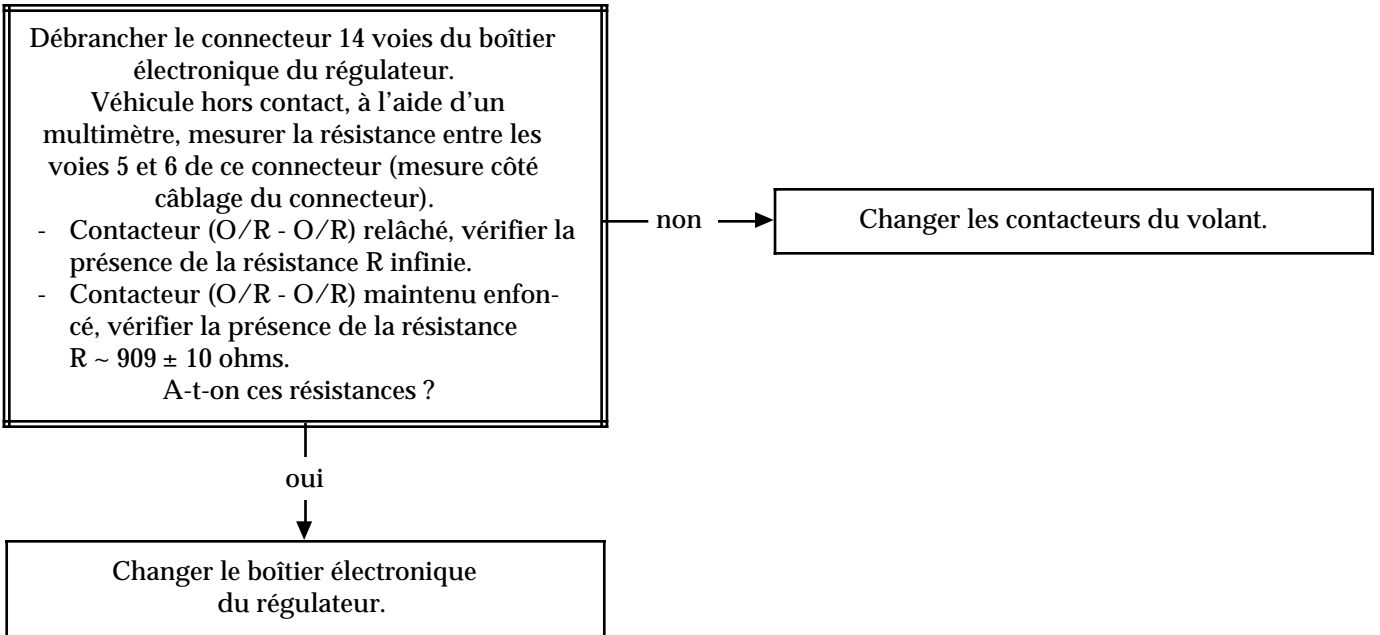 Débrancher le connecteur 14 voies du boîtier
électronique du régulateur.
Véhicule hors contact, à l'aide d'un
multimètre, mesurer la résistance entre les
voies 5 et 6 de ce connecteur (mesure côté
câblage du connecteur).
- Contacteur (O/R - O/R) relâché, vérifier la
présence de la résistance R infinie.
- Contacteur (O/R - O/R) maintenu enfon-
cé, vérifier la présence de la résistance
R ~ 909 ± 10 ohms.
A-t-on ces résistances ?
non
Changer les contacteurs du volant.
oui
Changer le boîtier électronique
du régulateur.